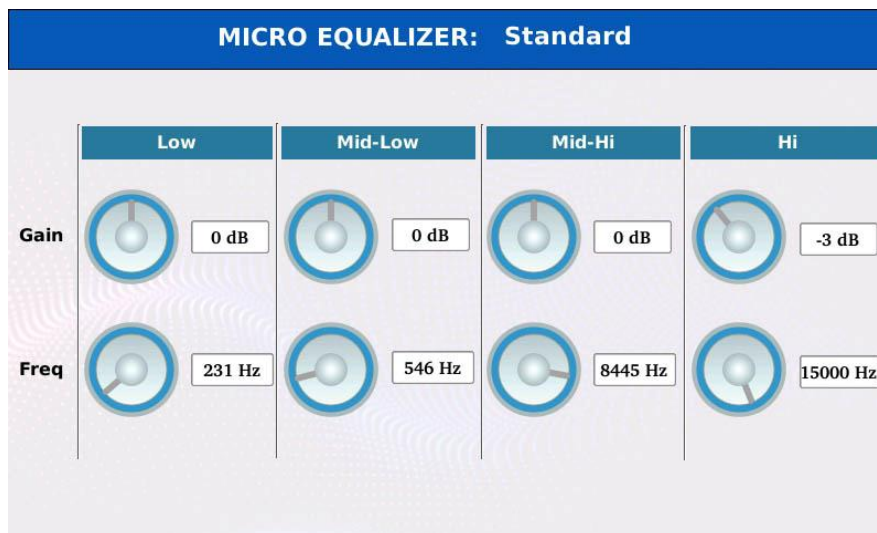 MICRO EQUALIZER: Standard
Low Mid-Low Mid-Hi Hi
Gain 0 dB 0 dB 0 dB -3 dB
Freq 231 Hz 546 Hz 8445 Hz 15000 Hz